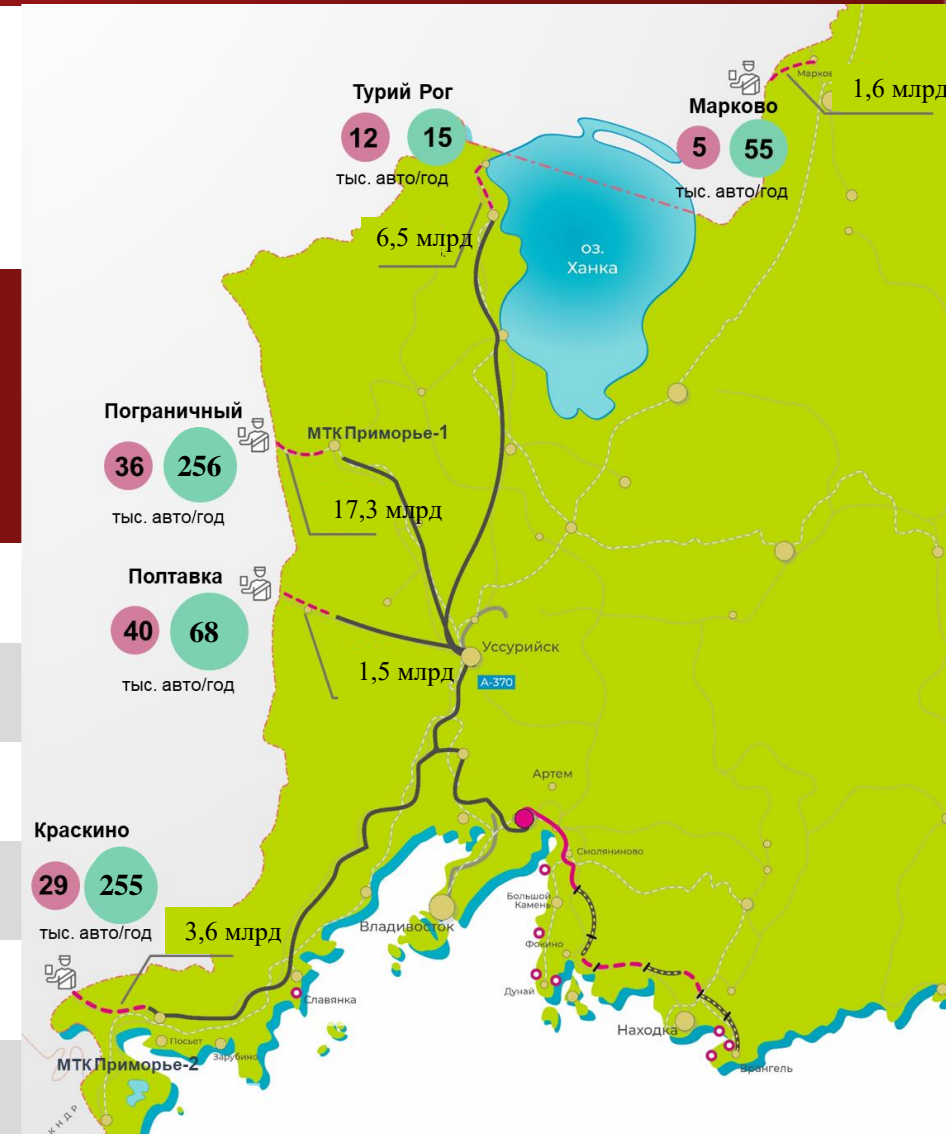 Марков
1,6 млрд
Турий Рог
12
15
тыс. авто/год
Марково
5
55
тыс. авто/год
6,5 млрд
оз.
Ханка
Пограничный
36
256
тыс. авто/год
МТК Приморье-1
17,3 млрд
Полтавка
40
68
тыс. авто/год
1,5 млрд
Уссурийск
А-370
Артем
Смоляниново
Краскино
29
255
тыс. авто/год
3,6 млрд
Большой
Камень
Владивосток
Фокино
Дунай
Славянка
Находка
Посьет
Зарубино
МТК Приморье-2
Врангель
КНДР